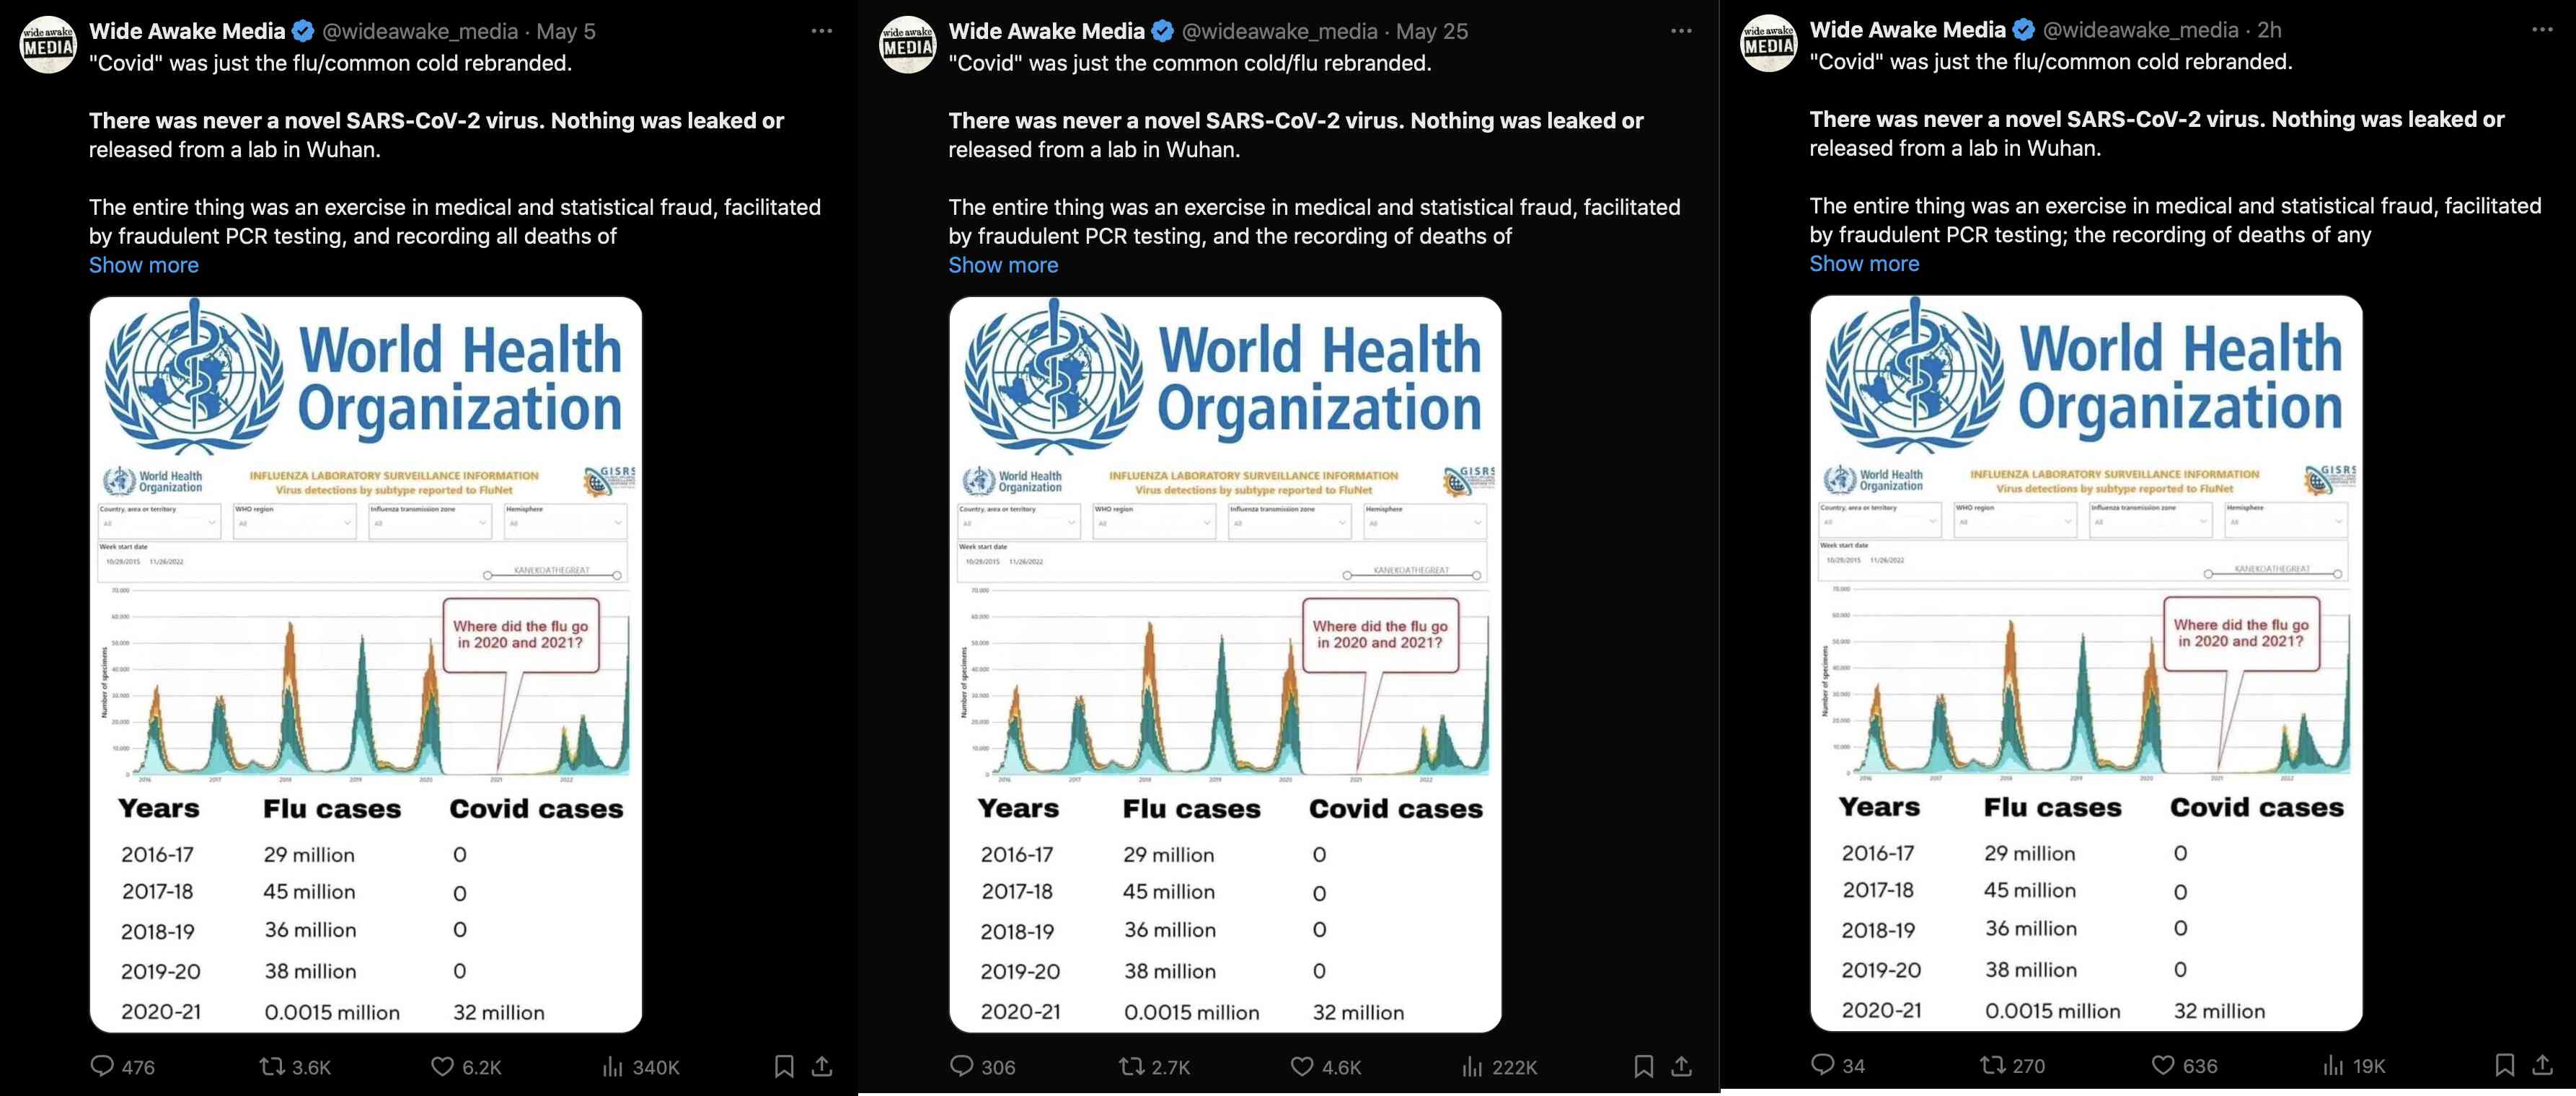 wide awake
MEDIA
Wide Awake Media @wideawake_media · May 5
"Covid" was just the flu/common cold rebranded.
There was never a novel SARS-CoV-2 virus. Nothing was leaked or
released from a lab in Wuhan.
The entire thing was an exercise in medical and statistical fraud, facilitated
by fraudulent PCR testing, and recording all deaths of
Show more
World Health
Organization
World Health
Organization
INFLUENZA LABORATORY SURVEILLANCE INFORMATION
Virus detections by subtype reported to FluNet
GISRS
Country, area or territory
All
WHO region
All
Influenza transmission zone
All
Hemisphere
All
Week start date
10/29/2015 11/26/2022
KANEKOATHEGREAT
Number of specimens
70,000
60,000
50,000
40,000
30,000
20,000
10,000
0
Where did the flu go
in 2020 and 2021?
2016 2017 2018 2019 2020 2021 2022
Years Flu cases Covid cases
2016-17 29 million 0
2017-18 45 million 0
2018-19 36 million 0
2019-20 38 million 0
2020-21 0.0015 million 32 million
476 3.6K 6.2K 340K
wide awake
MEDIA
Wide Awake Media @wideawake_media · May 25
"Covid" was just the common cold/flu rebranded.
There was never a novel SARS-CoV-2 virus. Nothing was leaked or
released from a lab in Wuhan.
The entire thing was an exercise in medical and statistical fraud, facilitated
by fraudulent PCR testing, and the recording of deaths of
Show more
World Health
Organization
World Health
Organization
INFLUENZA LABORATORY SURVEILLANCE INFORMATION
Virus detections by subtype reported to FluNet
GISRS
Country, area or territory
All
WHO region
All
Influenza transmission zone
All
Hemisphere
All
Week start date
10/29/2015 11/26/2022
KANEKOATHEGREAT
Number of specimens
70,000
60,000
50,000
40,000
30,000
20,000
10,000
0
Where did the flu go
in 2020 and 2021?
2016 2017 2018 2019 2020 2021 2022
Years Flu cases Covid cases
2016-17 29 million 0
2017-18 45 million 0
2018-19 36 million 0
2019-20 38 million 0
2020-21 0.0015 million 32 million
306 2.7K 4.6K 222K
wide awake
MEDIA
Wide Awake Media @wideawake_media · 2h
"Covid" was just the flu/common cold rebranded.
There was never a novel SARS-CoV-2 virus. Nothing was leaked or
released from a lab in Wuhan.
The entire thing was an exercise in medical and statistical fraud, facilitated
by fraudulent PCR testing; the recording of deaths of any
Show more
World Health
Organization
World Health
Organization
INFLUENZA LABORATORY SURVEILLANCE INFORMATION
Virus detections by subtype reported to FluNet
GISRS
Country, area or territory
All
WHO region
All
Influenza transmission zone
All
Hemisphere
All
Week start date
10/29/2015 11/26/2022
KANEKOATHEGREAT
Number of specimens
70,000
60,000
50,000
40,000
30,000
20,000
10,000
0
Where did the flu go
in 2020 and 2021?
2016 2017 2018 2019 2020 2021 2022
Years Flu cases Covid cases
2016-17 29 million 0
2017-18 45 million 0
2018-19 36 million 0
2019-20 38 million 0
2020-21 0.0015 million 32 million
34 270 636 19K